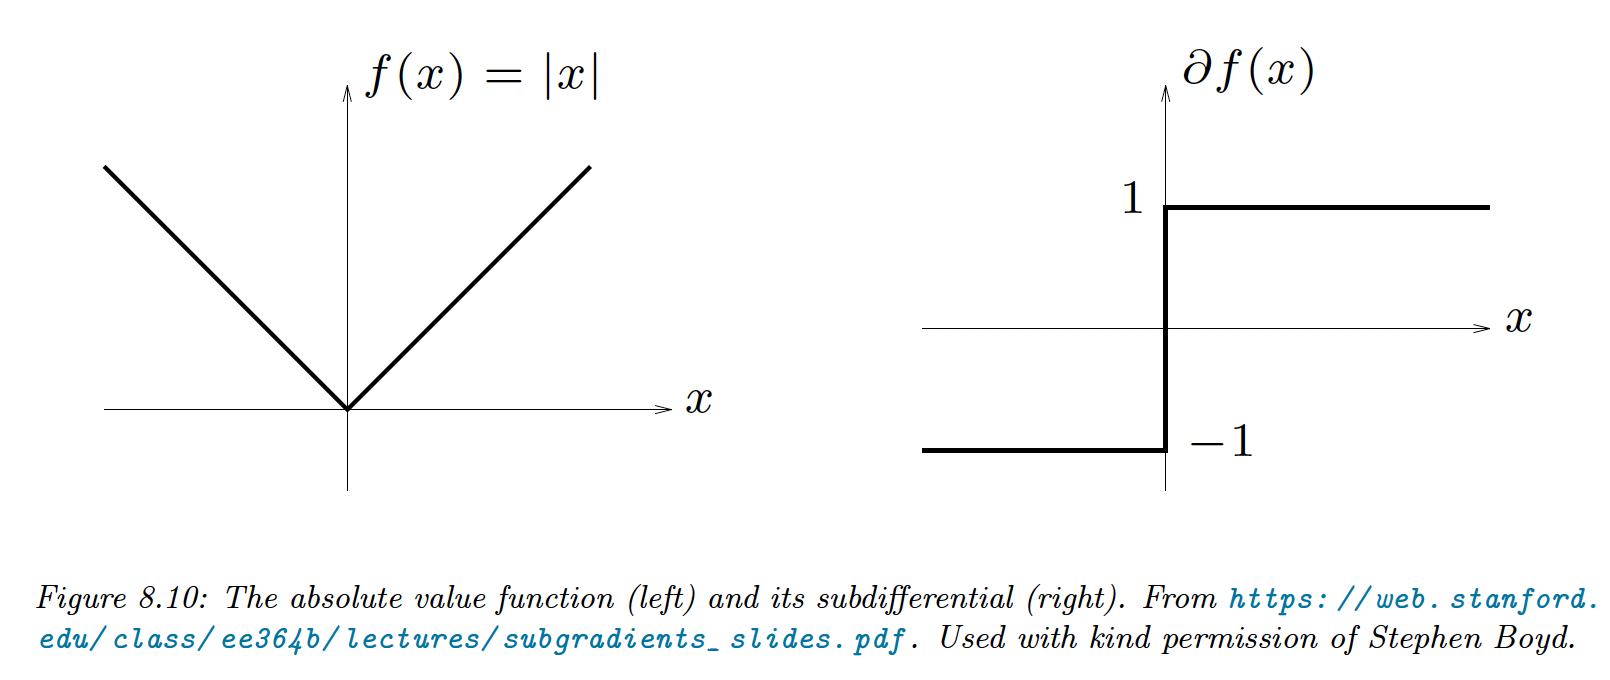 f(x) = |x|
x
∂f(x)
1
x
−1
Figure 8.10: The absolute value function (left) and its subdifferential (right). From https://web.stanford.
edu/class/ee364b/lectures/subgradients_slides.pdf. Used with kind permission of Stephen Boyd.